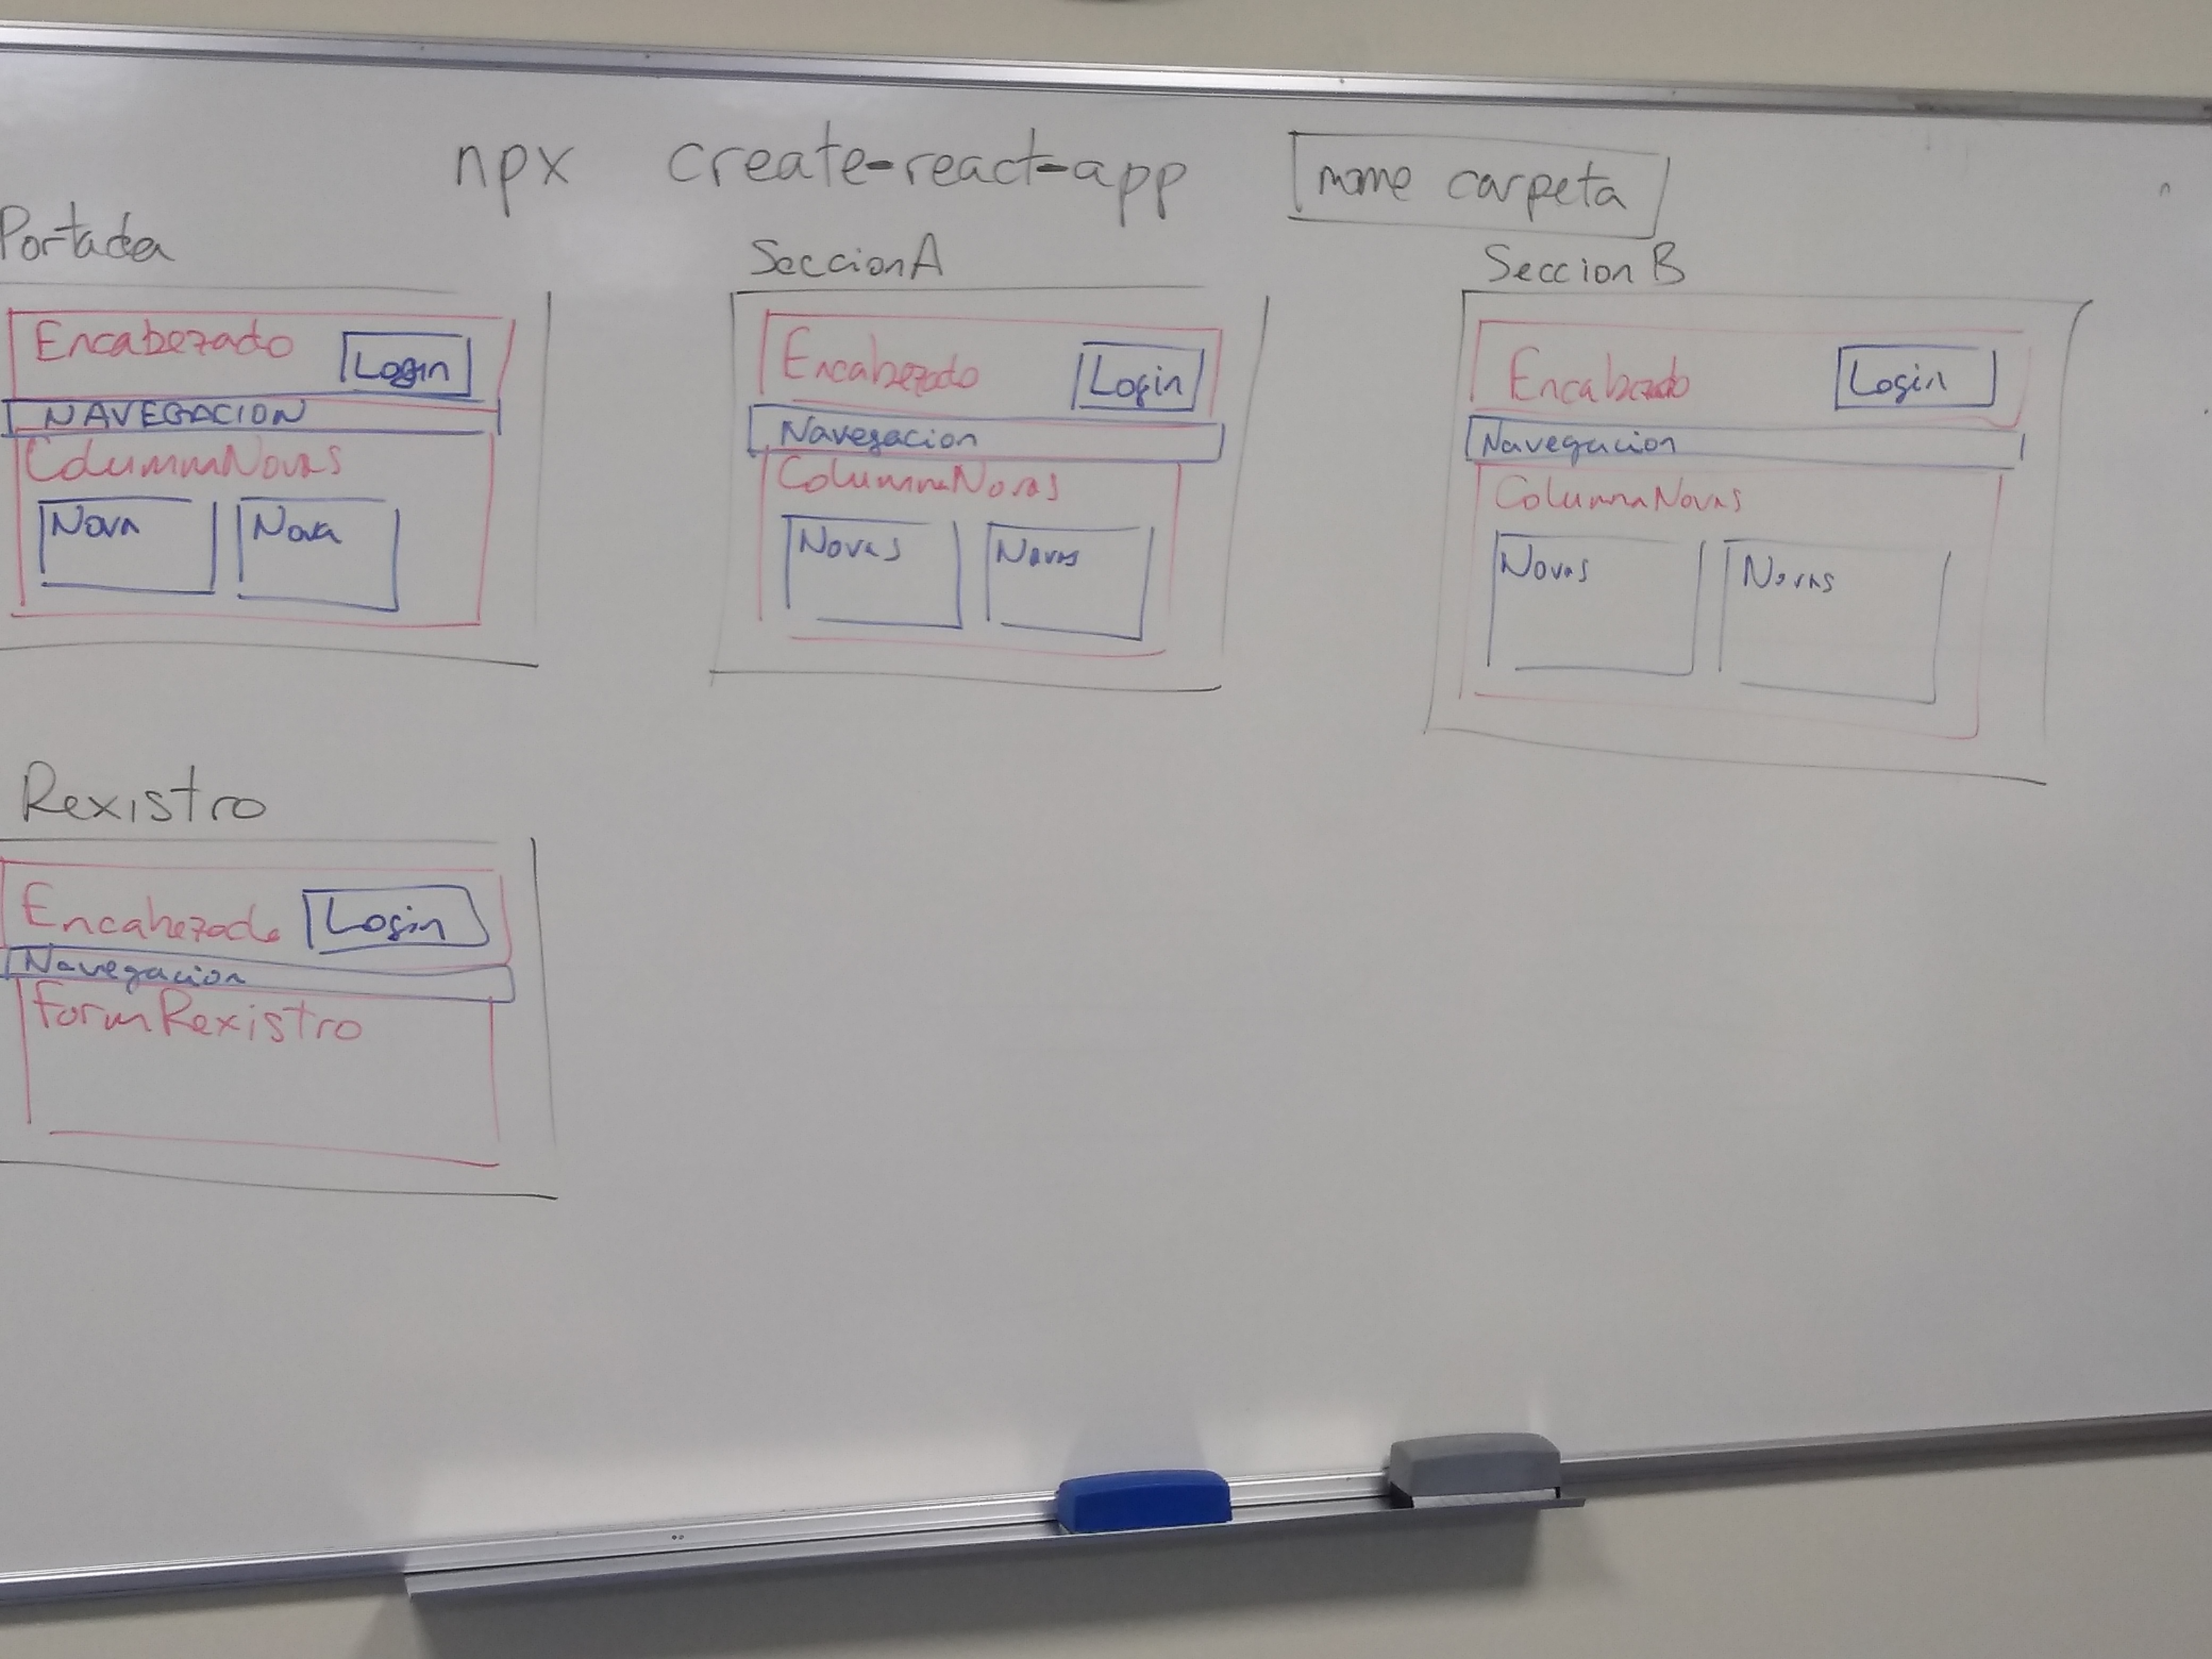 npx create-react-app nome carpeta
Portada
Encabezado Login
NAVEGACION
ColumnaNovas
Nova Nova
SeccionA
Encabezado Login
Navegacion
ColumnaNovas
Novas Novas
Seccion B
Encabezado Login
Navegacion
ColumnaNovas
Novas Novas
Rexistro
Encabezado Login
Navegacion
FormRexistro